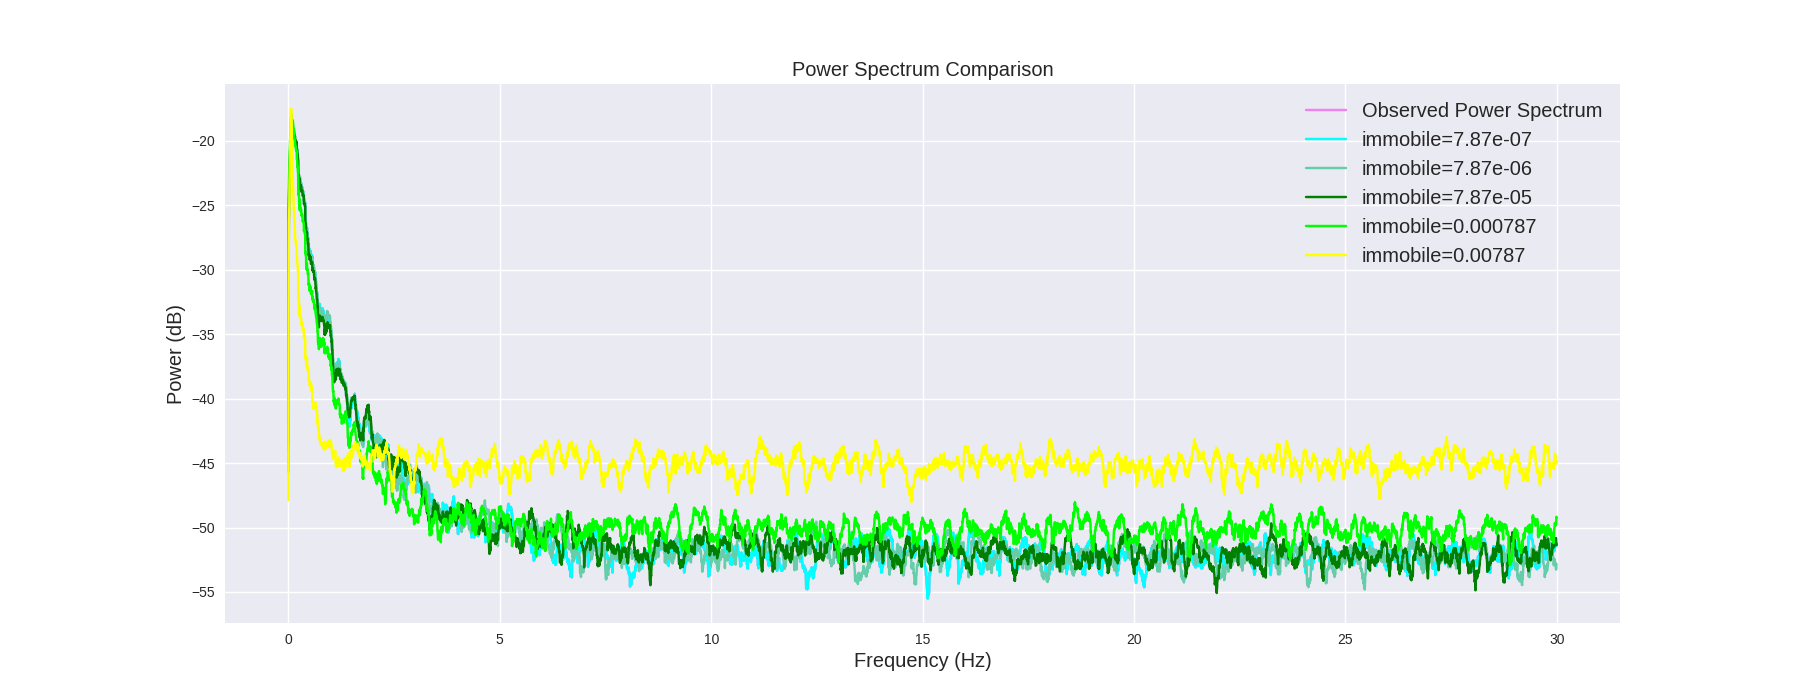 Power Spectrum Comparison
Observed Power Spectrum
immobile=7.87e-07
immobile=7.87e-06
immobile=7.87e-05
immobile=0.000787
immobile=0.00787
Power (dB)
−20
−25
−30
−35
−40
−45
−50
−55
0 5 10 15 20 25 30
Frequency (Hz)